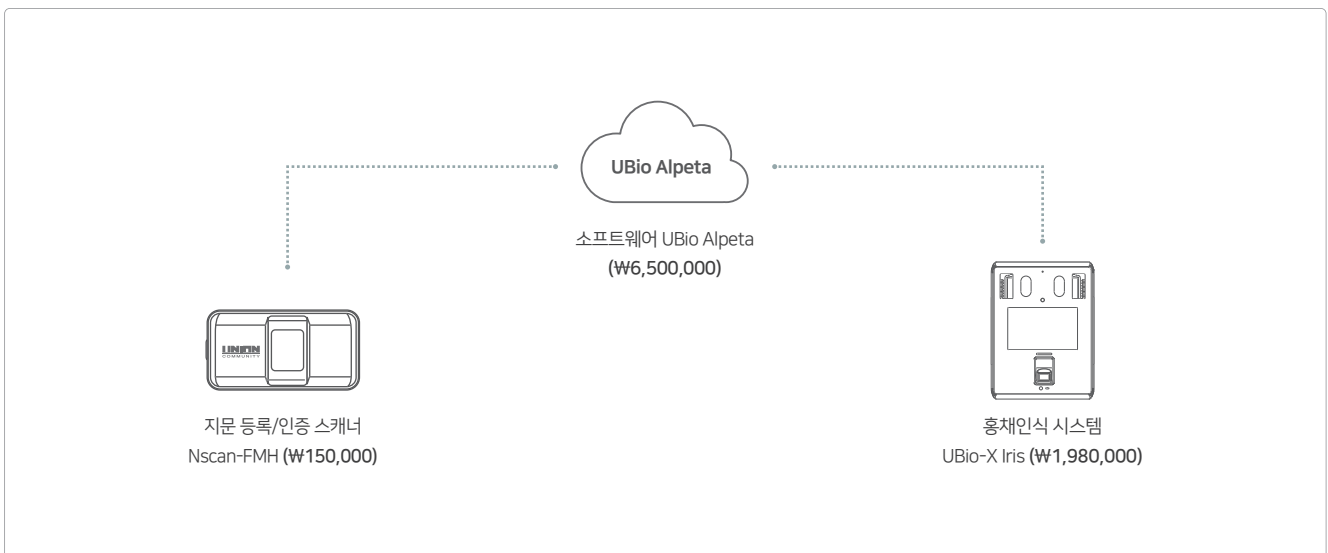 UBio Alpeta
소프트웨어 UBio Alpeta
(₩6,500,000)
UNION
COMMUNITY
지문 등록/인증 스캐너
Nscan-FMH (₩150,000)
홍채인식 시스템
UBio-X Iris (₩1,980,000)